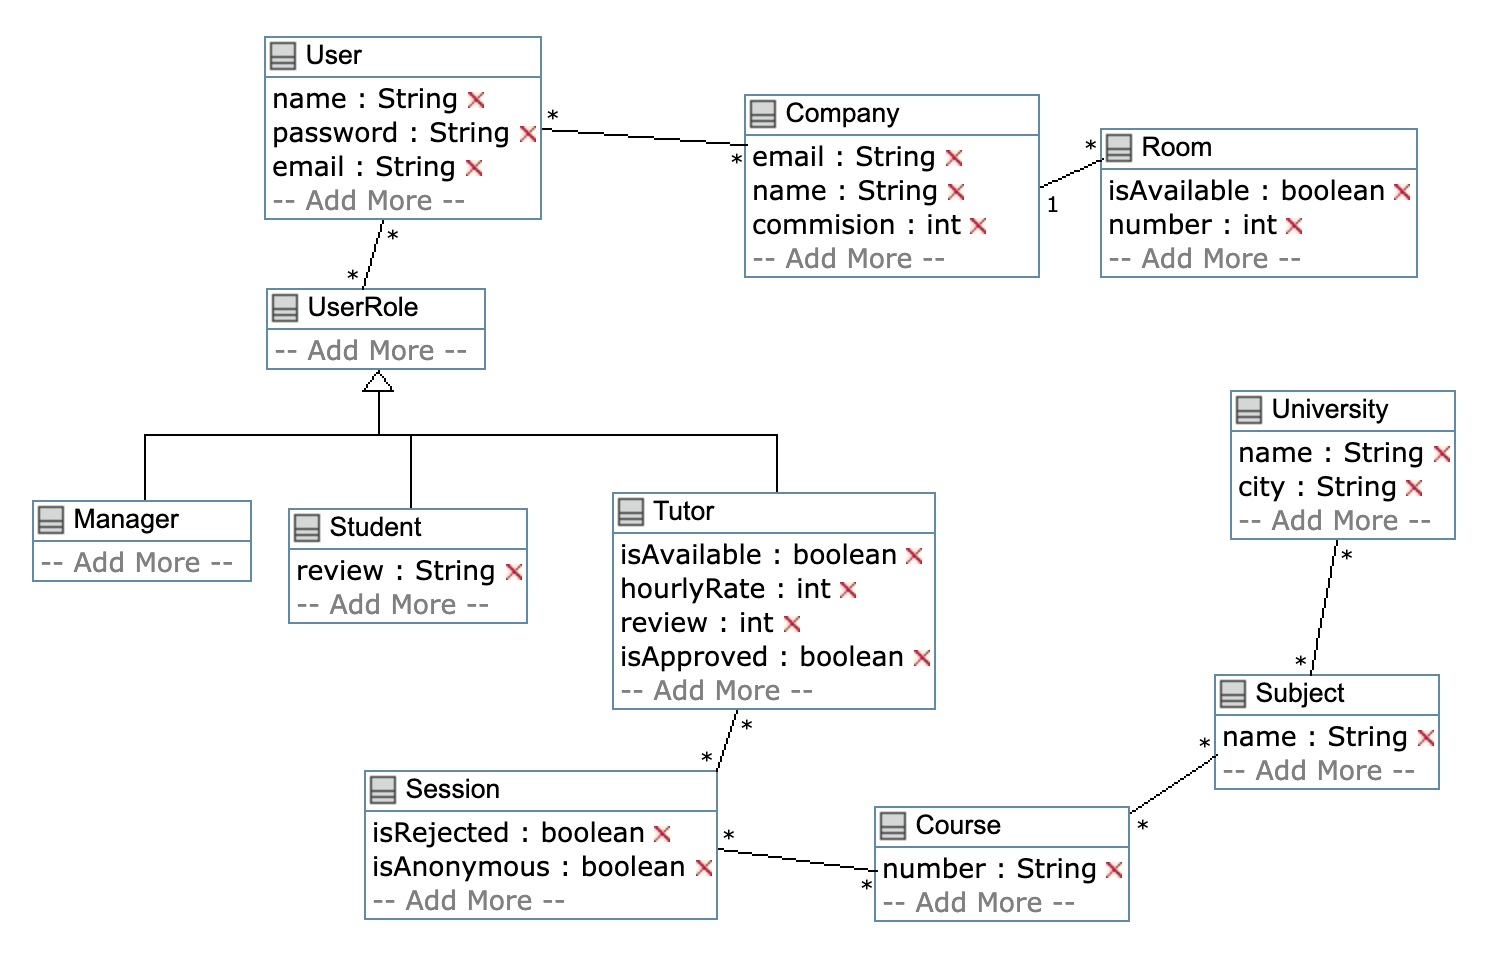 User
name : String
password : String
email : String
-- Add More --
*
*
Company
email : String
name : String
commision : int
-- Add More --
1
*
Room
isAvailable : boolean
number : int
-- Add More --
*
*
UserRole
-- Add More --
Manager
-- Add More --
Student
review : String
-- Add More --
Tutor
isAvailable : boolean
hourlyRate : int
review : int
isApproved : boolean
-- Add More --
University
name : String
city : String
-- Add More --
*
*
Subject
name : String
-- Add More --
*
*
*
*
Session
isRejected : boolean
isAnonymous : boolean
-- Add More --
*
*
Course
number : String
-- Add More --